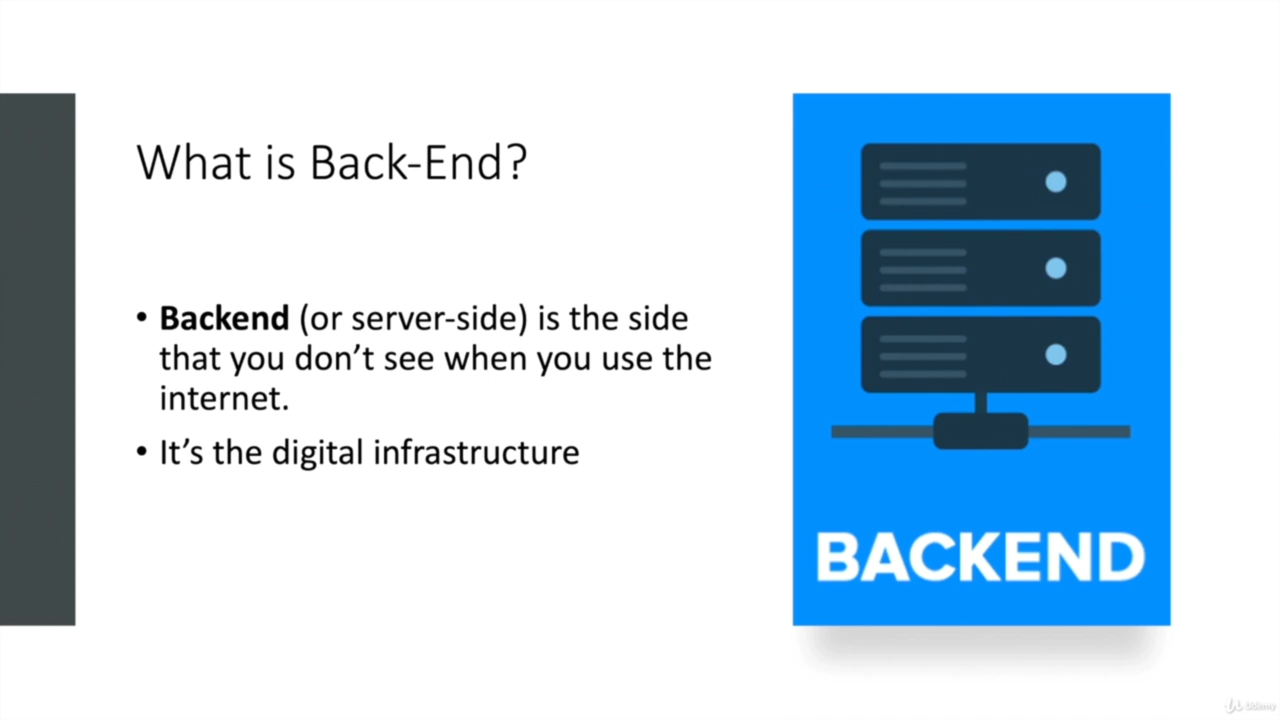 What is Back-End?
• Backend (or server-side) is the side
that you don’t see when you use the
internet.
• It’s the digital infrastructure
BACKEND
Udemy